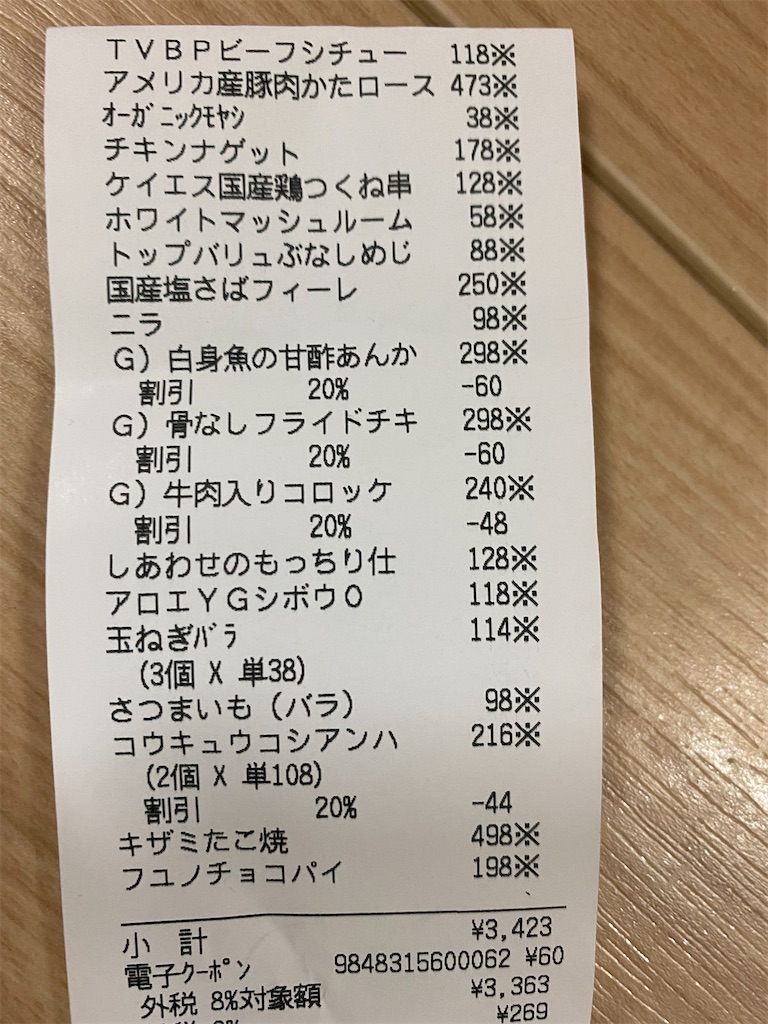 TVBPビーフシチュー 118※
アメリカ産豚肉かたロース 473※
オーガニックモヤシ 38※
チキンナゲット 178※
ケイエス国産鶏つくね串 128※
ホワイトマッシュルーム 58※
トップバリュぶなしめじ 88※
国産塩さばフィーレ 250※
ニラ 98※
G) 白身魚の甘酢あんか 298※
割引 20% -60
G) 骨なしフライドチキ 298※
割引 20% -60
G) 牛肉入りコロッケ 240※
割引 20% -48
しあわせのもっちり仕 128※
アロエYGシボウ0 118※
玉ねぎバラ 114※
(3個 X 単38)
さつまいも(バラ) 98※
コウキュウコシアンハ 216※
(2個 X 単108)
割引 20% -44
キザミたこ焼 498※
フユノチョコパイ 198※
小 計 ¥3,423
電子クーポン 9848315600062 ¥60
外税 8%対象額 ¥3,363
¥269